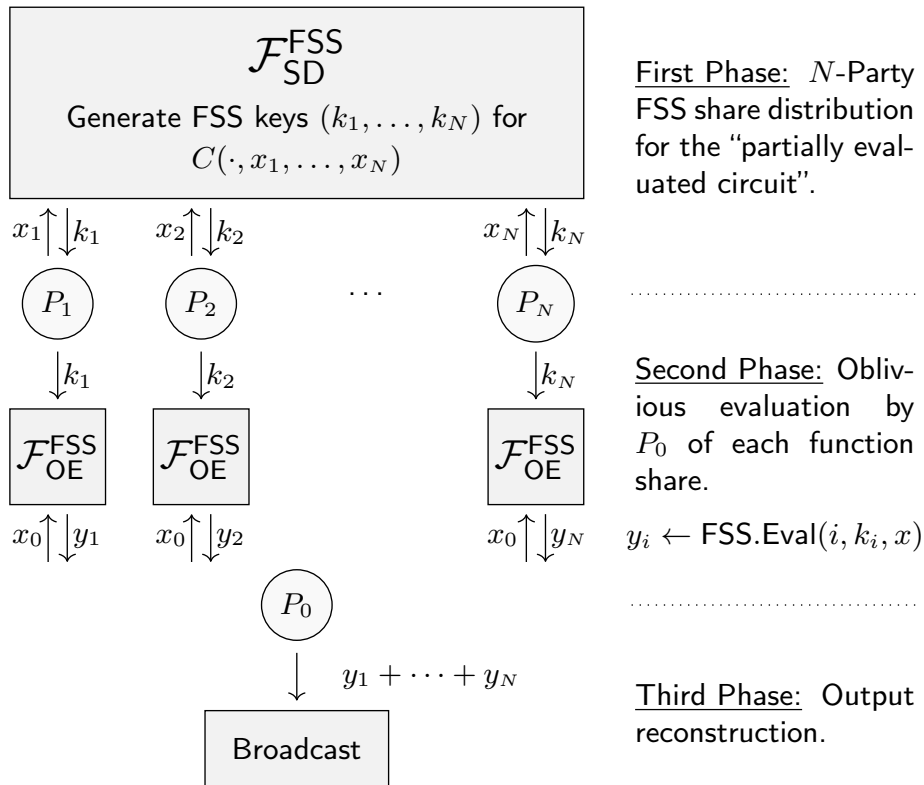 F^FSS_SD
Generate FSS keys (k_1, . . . , k_N) for
C(·, x_1, . . . , x_N)
First Phase: N-Party
FSS share distribution
for the “partially eval-
uated circuit”.
x_1 k_1 x_2 k_2 x_N k_N
P_1 P_2 · · · P_N
k_1 k_2 k_N
F^FSS_OE F^FSS_OE F^FSS_OE
Second Phase: Obliv-
ious evaluation by
P_0 of each function
share.
x_0 y_1 x_0 y_2 x_0 y_N
y_i ← FSS.Eval(i, k_i, x)
P_0
y_1 + · · · + y_N
Broadcast
Third Phase: Output
reconstruction.